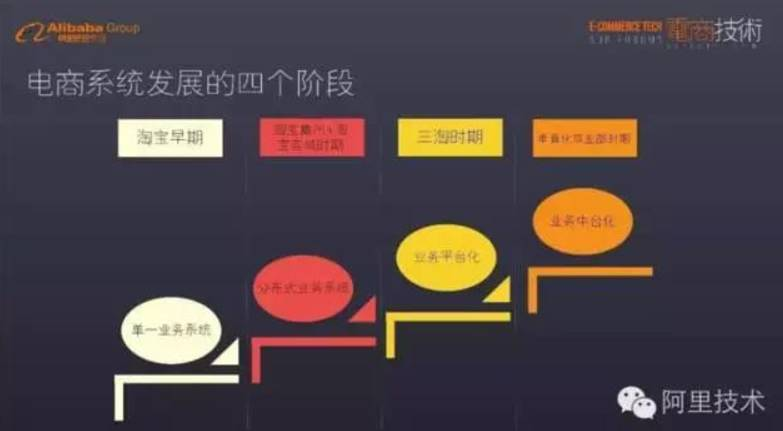 Alibaba Group
E-COMMERCE TECH
電商技術
电商系统发展的四个阶段
淘宝早期
三淘时期
业务中台化
业务平台化
分布式业务系统
单一业务系统
阿里技术